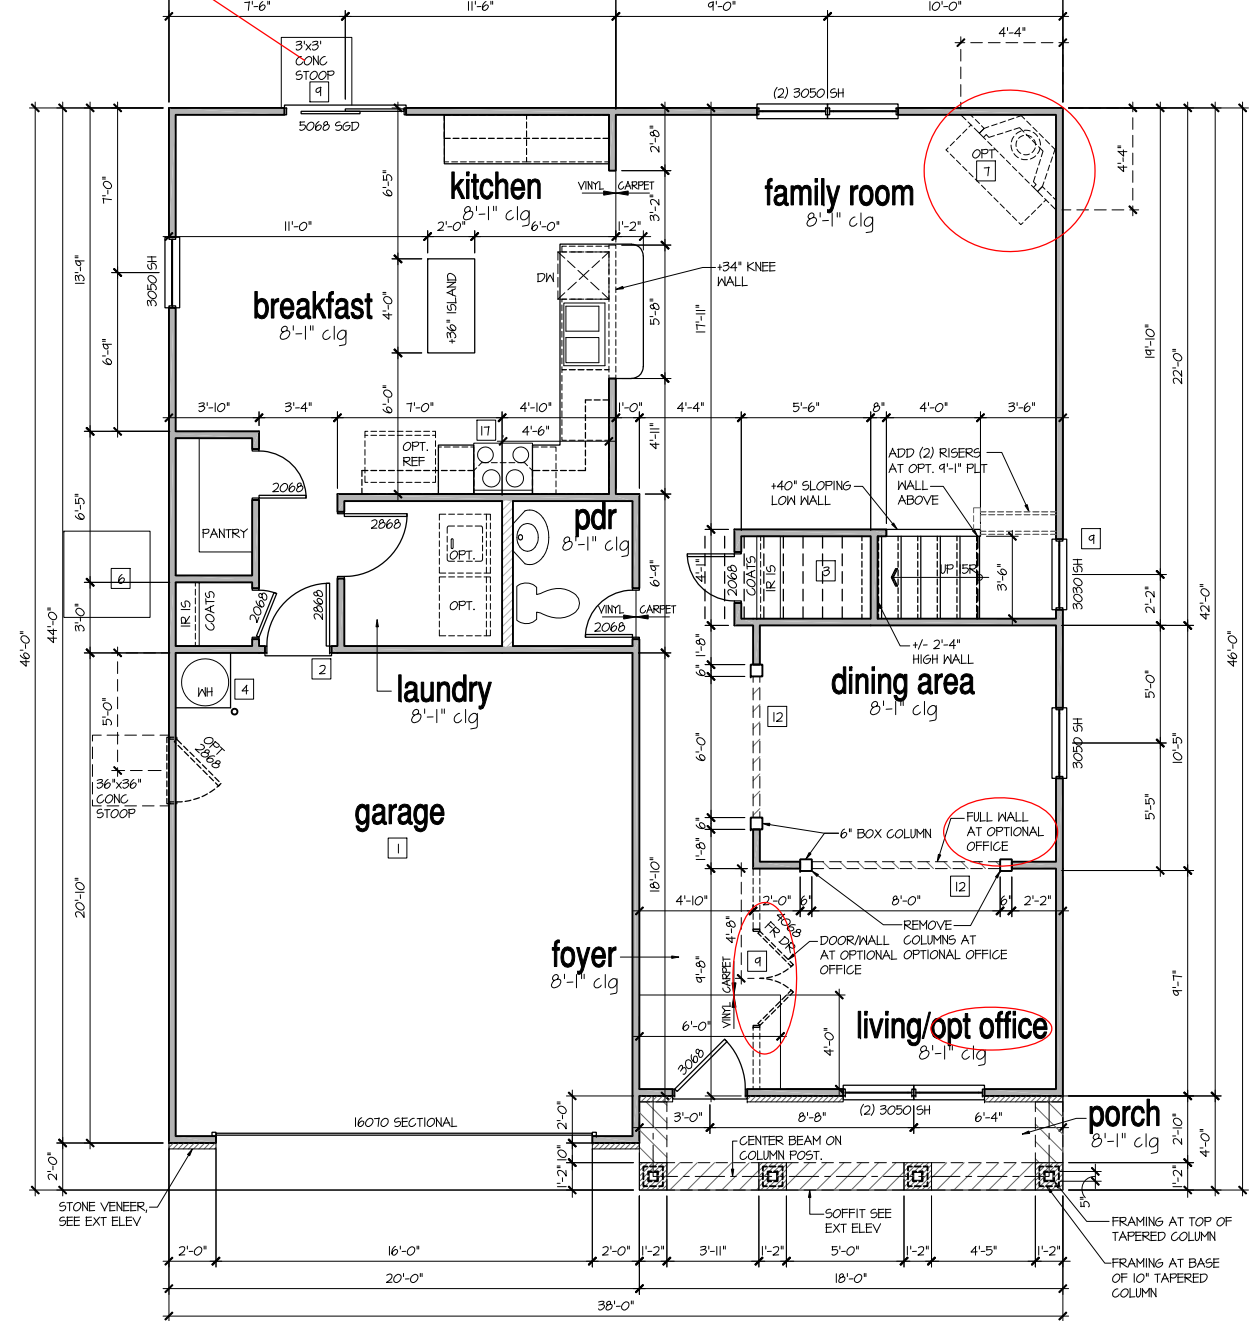 7'-6"
11'-6"
9'-0"
10'-0"
4'-4"
3'x3'
CONC
STOOP
9
5068 SGD
(2) 3050 SH
OPT
7
4'-4"
kitchen
8'-1" clg
VINYL
CARPET
family room
8'-1" clg
2'-8"
3'-2"
6'-5"
7'-0"
11'-0"
2'-0"
6'-0"
1'-2"
DW
+34" KNEE
WALL
+36" ISLAND
4'-0"
5'-8"
17'-11"
3050 SH
13'-9"
6'-9"
breakfast
8'-1" clg
19'-10"
22'-0"
6'-0"
3'-10"
3'-4"
7'-0"
4'-10"
1'-0"
4'-4"
5'-6"
8"
4'-0"
3'-6"
17
4'-6"
4'-11"
OPT.
REF
ADD (2) RISERS
AT OPT. 9'-1" PLT
WALL
ABOVE
+40" SLOPING
LOW WALL
2068
PANTRY
6'-5"
2868
pdr
8'-1" clg
OPT.
OPT.
6
3'-0"
1R 1S
COATS
2068
2868
VINYL
CARPET
2068
6'-9"
4'-1"
2068
COATS
1R 1S
3
UP 5R
3'-6"
9
3030 SH
2'-2"
42'-0"
46'-0"
44'-0"
46'-0"
+/- 2'-4"
HIGH WALL
1'-8"
6"
WH
4
2
laundry
8'-1" clg
dining area
8'-1" clg
12
5'-0"
OPT
2868
36"x36"
CONC
STOOP
6'-0"
3050 SH
5'-0"
10'-5"
5'-5"
garage
1
6"
1'-8"
6" BOX COLUMN
FULL WALL
AT OPTIONAL
OFFICE
12
20'-10"
18'-10"
4'-10"
2'-0"
6"
8'-0"
6"
2'-2"
4'-8"
4068
FR DR
9
DOOR/WALL
AT OPTIONAL
OFFICE
REMOVE
COLUMNS AT
OPTIONAL OFFICE
foyer
8'-1" clg
9'-8"
VINYL
CARPET
9'-7"
living/opt office
8'-1" clg
6'-0"
4'-0"
3068
(2) 3050 SH
16070 SECTIONAL
2'-0"
3'-0"
8'-8"
6'-4"
porch
8'-1" clg
2'-10"
4'-0"
CENTER BEAM ON
COLUMN POST.
10"
1'-2"
1'-2"
2'-0"
5"
STONE VENEER,
SEE EXT ELEV
SOFFIT SEE
EXT ELEV
FRAMING AT TOP OF
TAPERED COLUMN
FRAMING AT BASE
OF 10" TAPERED
COLUMN
2'-0"
16'-0"
2'-0"
1'-2"
3'-11"
1'-2"
5'-0"
1'-2"
4'-5"
1'-2"
20'-0"
18'-0"
38'-0"